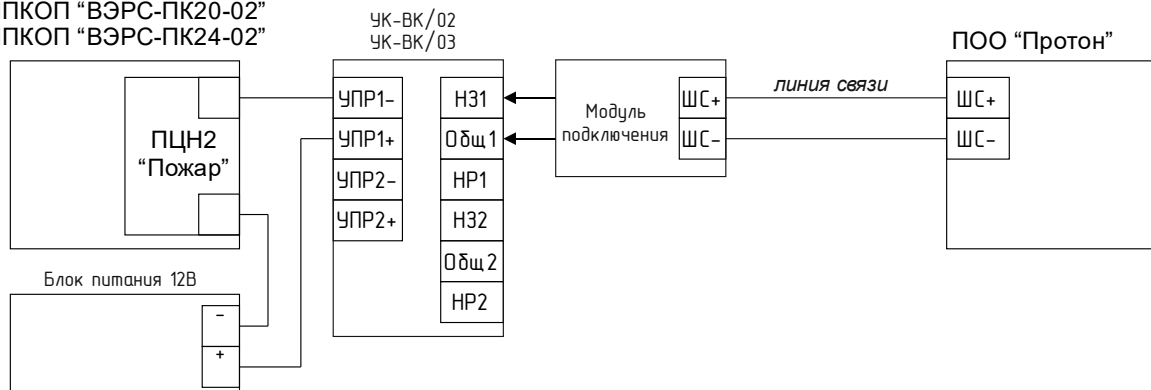 ПКОП “ВЭРС-ПК20-02”
ПКОП “ВЭРС-ПК24-02”
УК-ВК/02
УК-ВК/03
ПОО “Протон”
ПЦН2
“Пожар”
УПР1-
УПР1+
УПР2-
УПР2+
НЗ1
Общ1
НР1
НЗ2
Общ2
НР2
Модуль
подключения
ШС+
ШС-
линия связи
ШС+
ШС-
Блок питания 12В
-
+